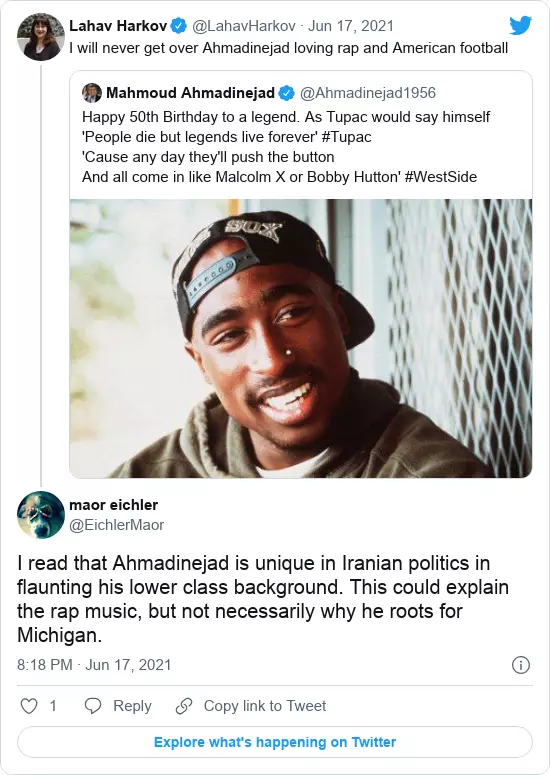 Lahav Harkov @LahavHarkov · Jun 17, 2021
I will never get over Ahmadinejad loving rap and American football
Mahmoud Ahmadinejad @Ahmadinejad1956
Happy 50th Birthday to a legend. As Tupac would say himself
'People die but legends live forever' #Tupac
'Cause any day they'll push the button
And all come in like Malcolm X or Bobby Hutton' #WestSide
SOX
maor eichler
@EichlerMaor
I read that Ahmadinejad is unique in Iranian politics in
flaunting his lower class background. This could explain
the rap music, but not necessarily why he roots for
Michigan.
8:18 PM · Jun 17, 2021
1 Reply Copy link to Tweet
Explore what's happening on Twitter